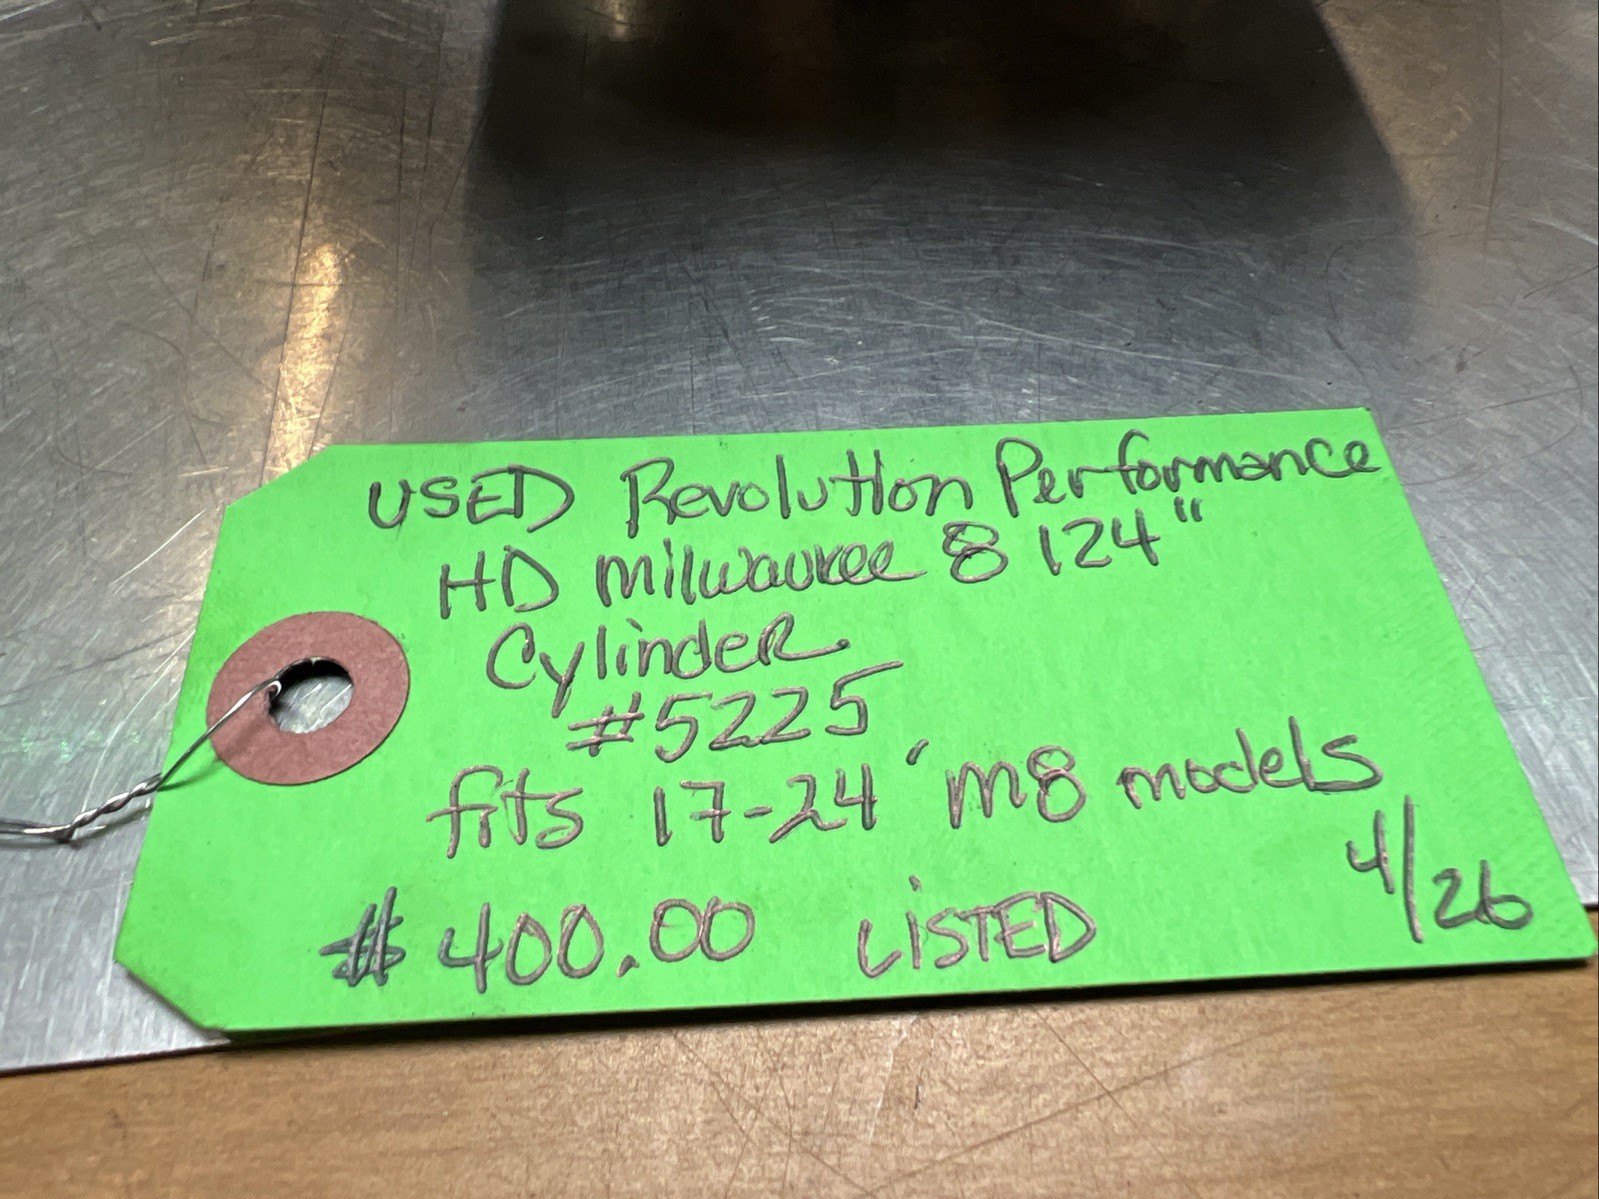 USED Revolution Performance
HD Milwaukee 8 124"
Cylinder
#5225
fits 17-24 M8 models
$400.00 LISTED 4/26